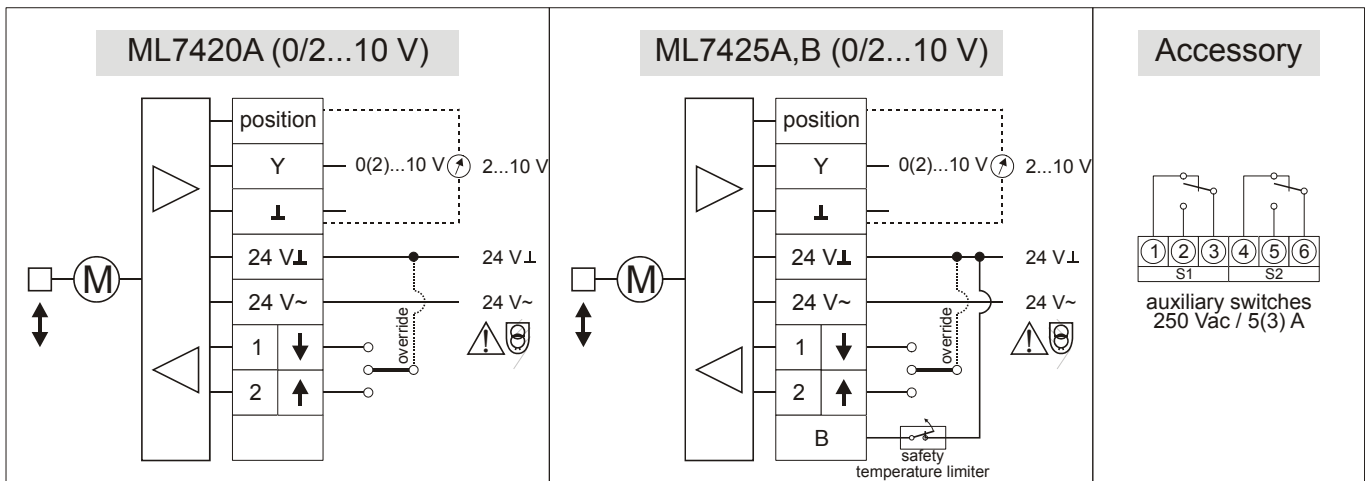 ML7420A (0/2...10 V)
position
Y
0(2)...10 V
2...10 V
⊥
24 V⊥
24 V⊥
24 V~
24 V~
M
1
override
2
ML7425A,B (0/2...10 V)
position
Y
0(2)...10 V
2...10 V
⊥
24 V⊥
24 V⊥
24 V~
24 V~
M
1
override
2
B
safety
temperature limiter
Accessory
1 2 3 4 5 6
S1 S2
auxiliary switches
250 Vac / 5(3) A